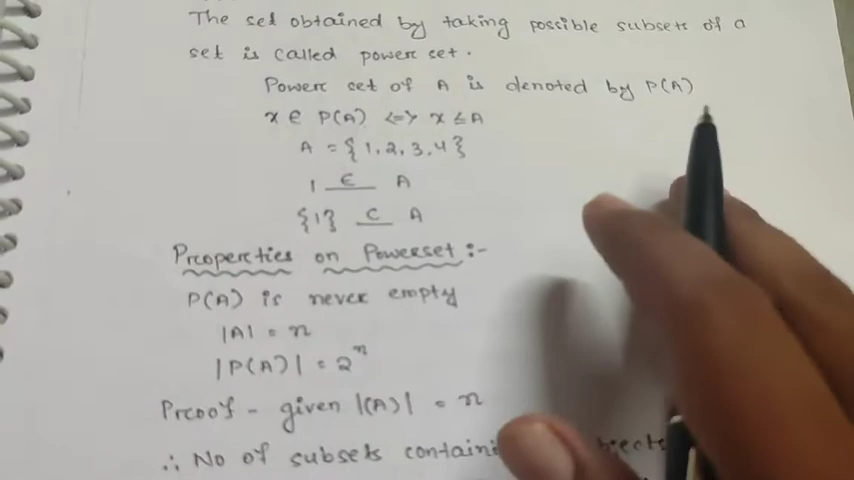 The set obtained by taking possible subsets of a
set is called power set.
Power set of A is denoted by P(A)
x ∈ P(A) <=> x ⊆ A
A = {1,2,3,4}
1 ∈ A
{1} ⊂ A
Properties on Powerset :-
P(A) is never empty
|A| = n
|P(A)| = 2ⁿ
Proof - given |(A)| = n
∴ No of subsets